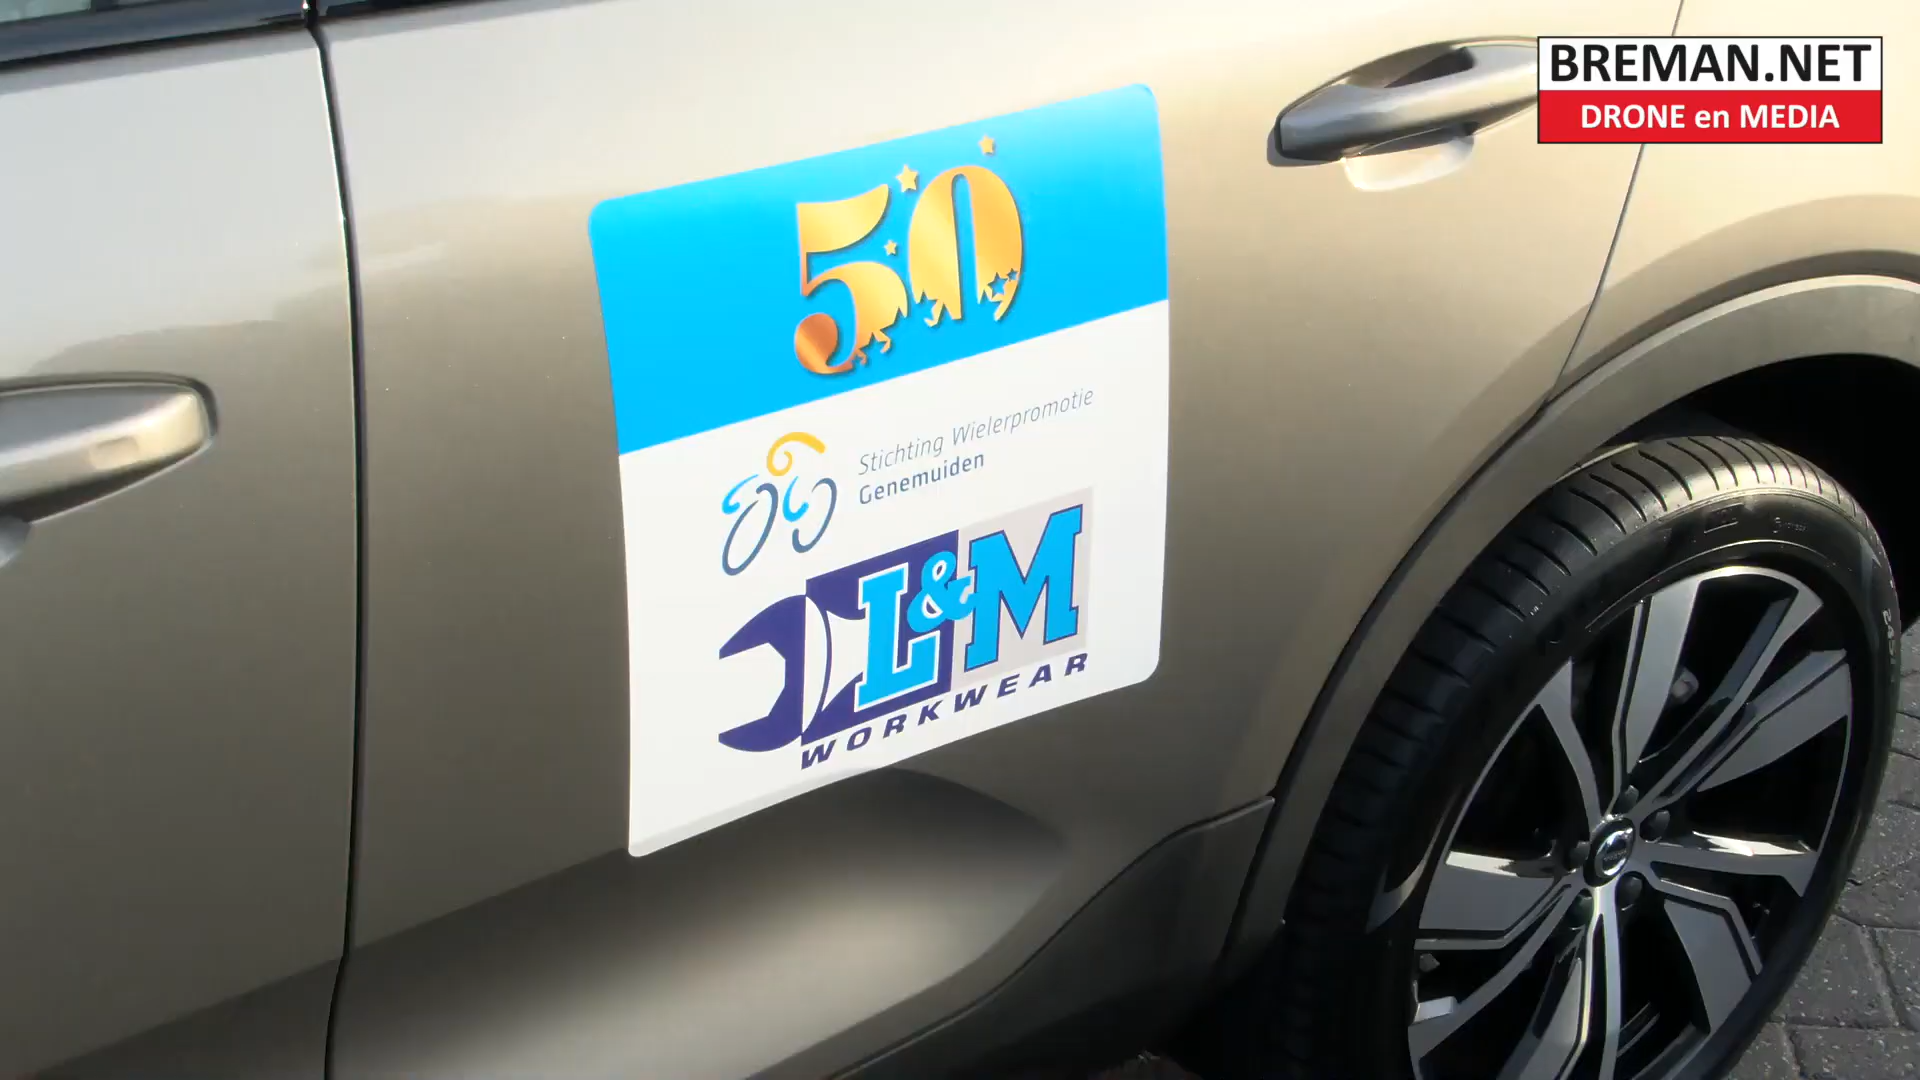 BREMAN.NET
DRONE en MEDIA
50
Stichting Wielerpromotie
Genemuiden
L&M
WORKWEAR